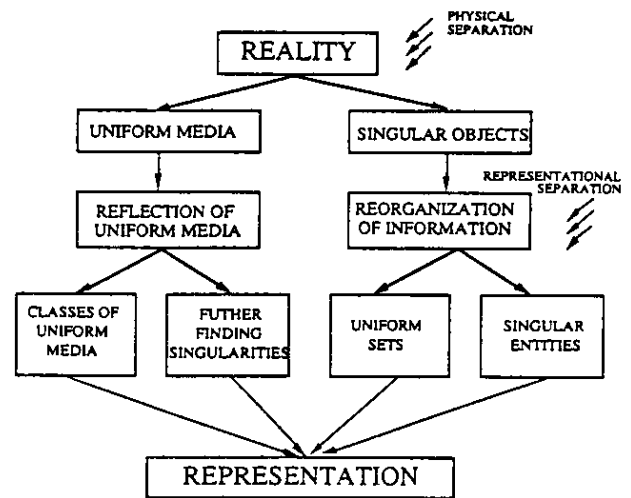 PHYSICAL
SEPARATION
REALITY
UNIFORM MEDIA
SINGULAR OBJECTS
REPRESENTATIONAL
SEPARATION
REFLECTION OF
UNIFORM MEDIA
REORGANIZATION
OF INFORMATION
CLASSES OF
UNIFORM
MEDIA
FUTHER
FINDING
SINGULARITIES
UNIFORM
SETS
SINGULAR
ENTITIES
REPRESENTATION